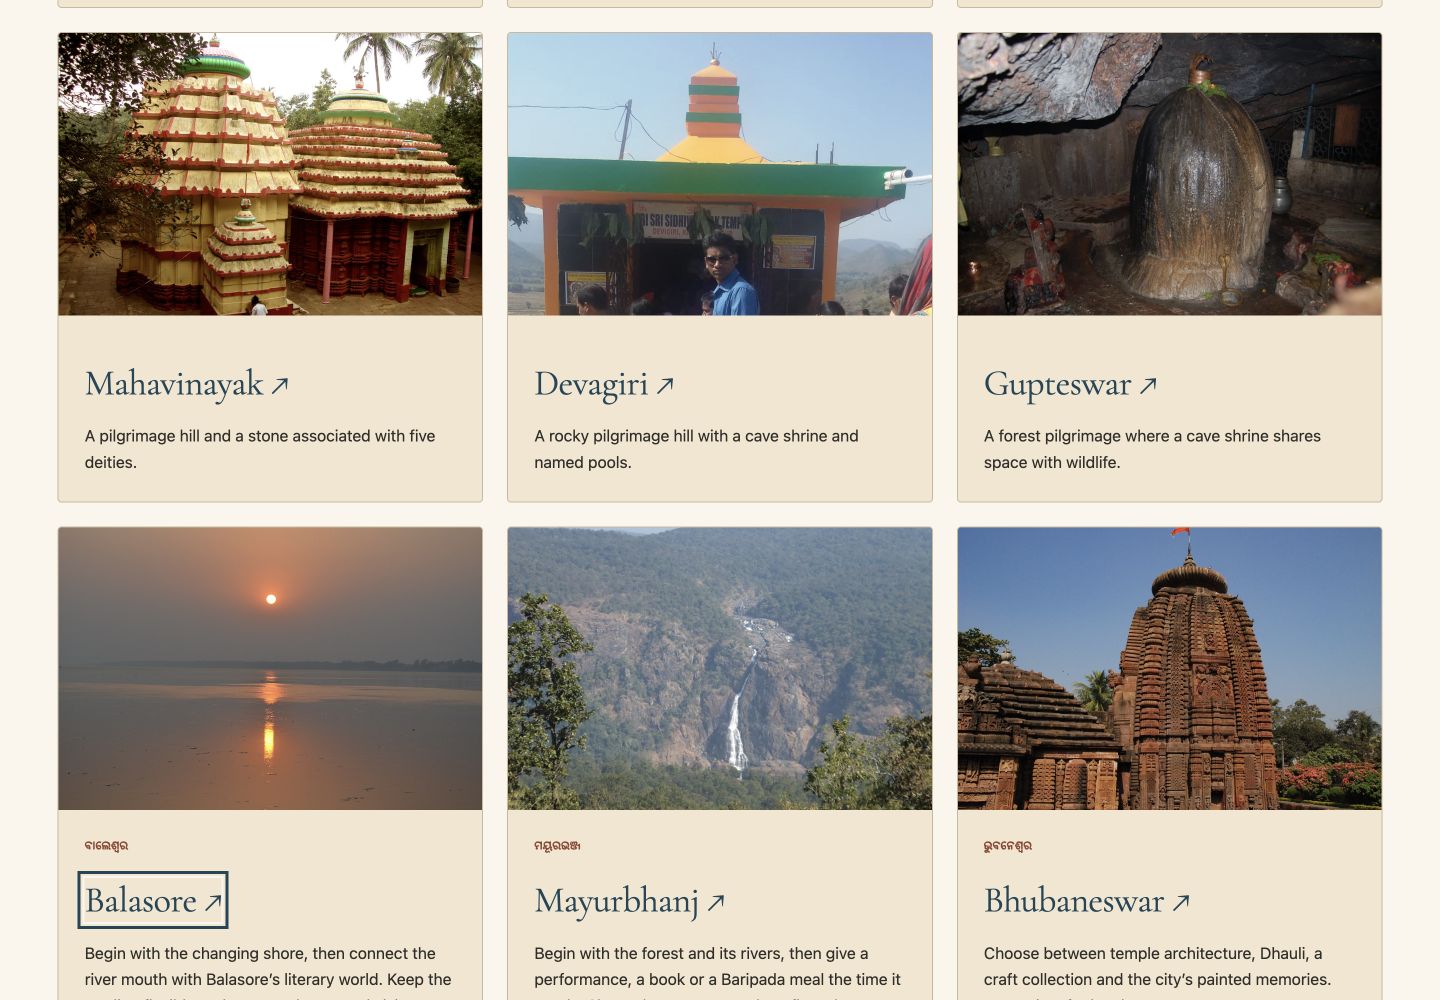 SRI SIDHI
TEMP
DEVIGIRI,
Mahavinayak ↗
A pilgrimage hill and a stone associated with five
deities.
Devagiri ↗
A rocky pilgrimage hill with a cave shrine and
named pools.
Gupteswar ↗
A forest pilgrimage where a cave shrine shares
space with wildlife.
ବାଲେଶ୍ୱର
Balasore ↗
Begin with the changing shore, then connect the
river mouth with Balasore’s literary world. Keep the
ମୟୂରଭଞ୍ଜ
Mayurbhanj ↗
Begin with the forest and its rivers, then give a
performance, a book or a Baripada meal the time it
ଭୁବନେଶ୍ୱର
Bhubaneswar ↗
Choose between temple architecture, Dhauli, a
craft collection and the city’s painted memories.